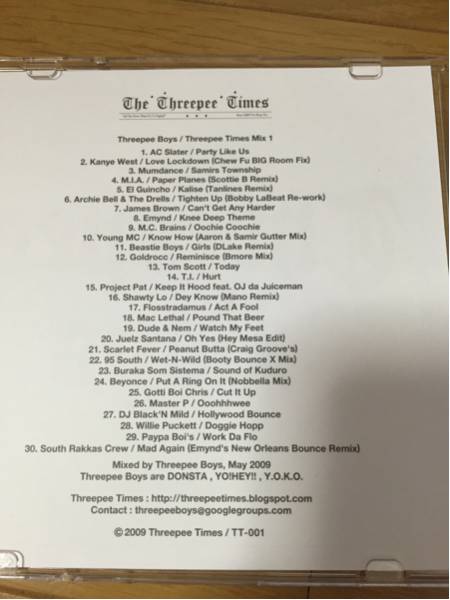 The Threepee Times
Threepee Boys / Threepee Times Mix 1
1. AC Slater / Party Like Us
2. Kanye West / Love Lockdown (Chew Fu BIG Room Fix)
3. Mumdance / Samirs Township
4. M.I.A. / Paper Planes (Scottie B Remix)
5. El Guincho / Kalise (Tanlines Remix)
6. Archie Bell & The Drells / Tighten Up (Bobby LaBeat Re-work)
7. James Brown / Can't Get Any Harder
8. Emynd / Knee Deep Theme
9. M.C. Brains / Oochie Coochie
10. Young MC / Know How (Aaron & Samir Gutter Mix)
11. Beastie Boys / Girls (DLake Remix)
12. Goldrocc / Reminisce (Bmore Mix)
13. Tom Scott / Today
14. T.I. / Hurt
15. Project Pat / Keep It Hood feat. OJ da Juiceman
16. Shawty Lo / Dey Know (Mano Remix)
17. Flosstradamus / Act A Fool
18. Mac Lethal / Pound That Beer
19. Dude & Nem / Watch My Feet
20. Juelz Santana / Oh Yes (Hey Mesa Edit)
21. Scarlet Fever / Peanut Butta (Craig Groove's)
22. 95 South / Wet-N-Wild (Booty Bounce X Mix)
23. Buraka Som Sistema / Sound of Kuduro
24. Beyonce / Put A Ring On It (Nobbella Mix)
25. Gotti Boi Chris / Cut It Up
26. Master P / Ooohhhwee
27. DJ Black'N Mild / Hollywood Bounce
28. Willie Puckett / Doggie Hopp
29. Paypa Boi's / Work Da Flo
30. South Rakkas Crew / Mad Again (Emynd's New Orleans Bounce Remix)
Mixed by Threepee Boys, May 2009
Threepee Boys are DONSTA , YO!HEY!! , Y.O.K.O.
Threepee Times : http://threepeetimes.blogspot.com
Contact : threepeeboys@googlegroups.com
©2009 Threepee Times / TT-001